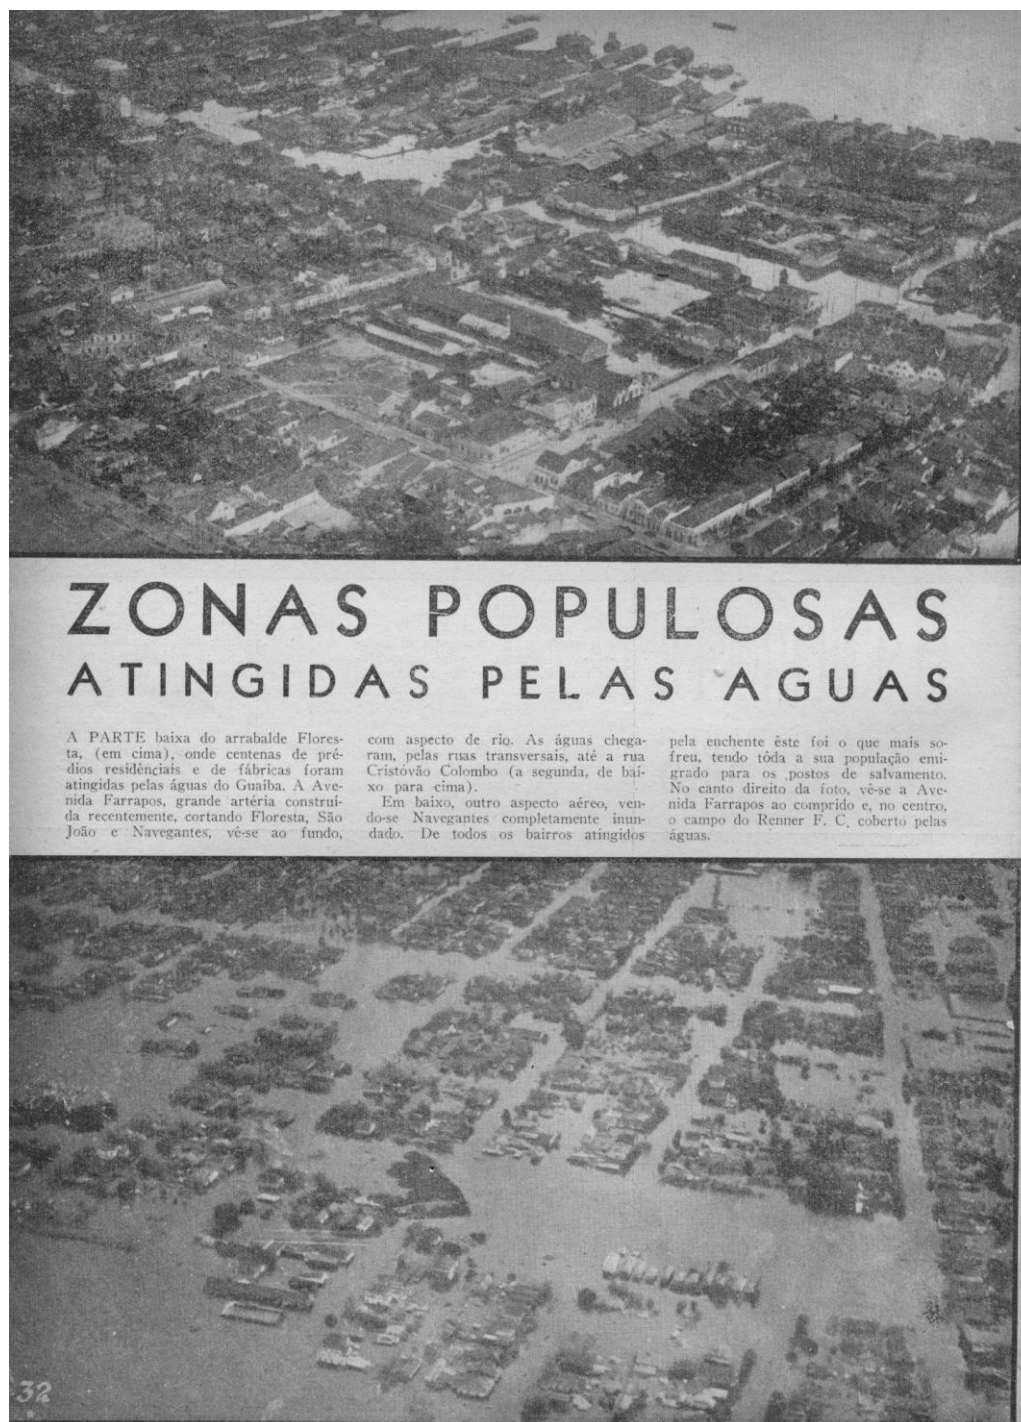 ZONAS POPULOSAS
ATINGIDAS PELAS AGUAS
A PARTE baixa do arrabalde Flores-
ta, (em cima), onde centenas de pré-
dios residênciais e de fábricas foram
atingidas pelas águas do Guaíba. A Ave-
nida Farrapos, grande artéria construí-
da recentemente, cortando Floresta, São
João e Navegantes, vê-se ao fundo,
com aspecto de rio. As águas chega-
ram, pelas ruas transversais, até a rua
Cristóvão Colombo (a segunda, de bai-
xo para cima).
Em baixo, outro aspecto aéreo, ven-
do-se Navegantes completamente inun-
dado. De todos os bairros atingidos
pela enchente êste foi o que mais so-
freu, tendo tôda a sua população emi-
grado para os postos de salvamento.
No canto direito da foto, vê-se a Ave-
nida Farrapos ao comprido e, no centro,
o campo do Renner F. C. coberto pelas
águas.
32